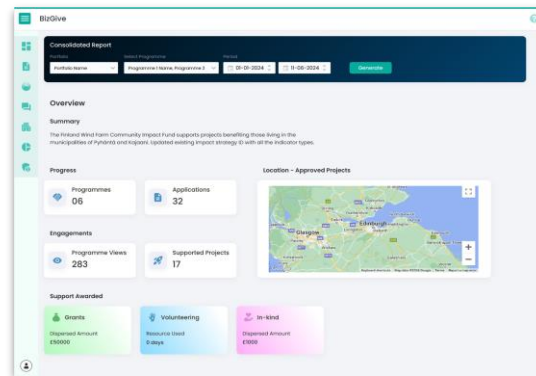 BizGive
Consolidated Report
Portfolio
Select Programme
Period
Portfolio Name
Programme 1 Name, Programme 2
01-01-2024
11-06-2024
Generate
Overview
Summary
The Finland Wind Farm Community Impact Fund supports projects benefiting those living in the
municipalities of Pyhäntä and Kajaani. Updated existing impact strategy ID with all the indicator types.
Progress
Location - Approved Projects
Programmes
06
Applications
32
Engagements
Programme Views
283
Supported Projects
17
Glasgow
Edinburgh
Support Awarded
Grants
Dispersed Amount
£50000
Volunteering
Resource Used
0 days
In-kind
Dispersed Amount
£1000